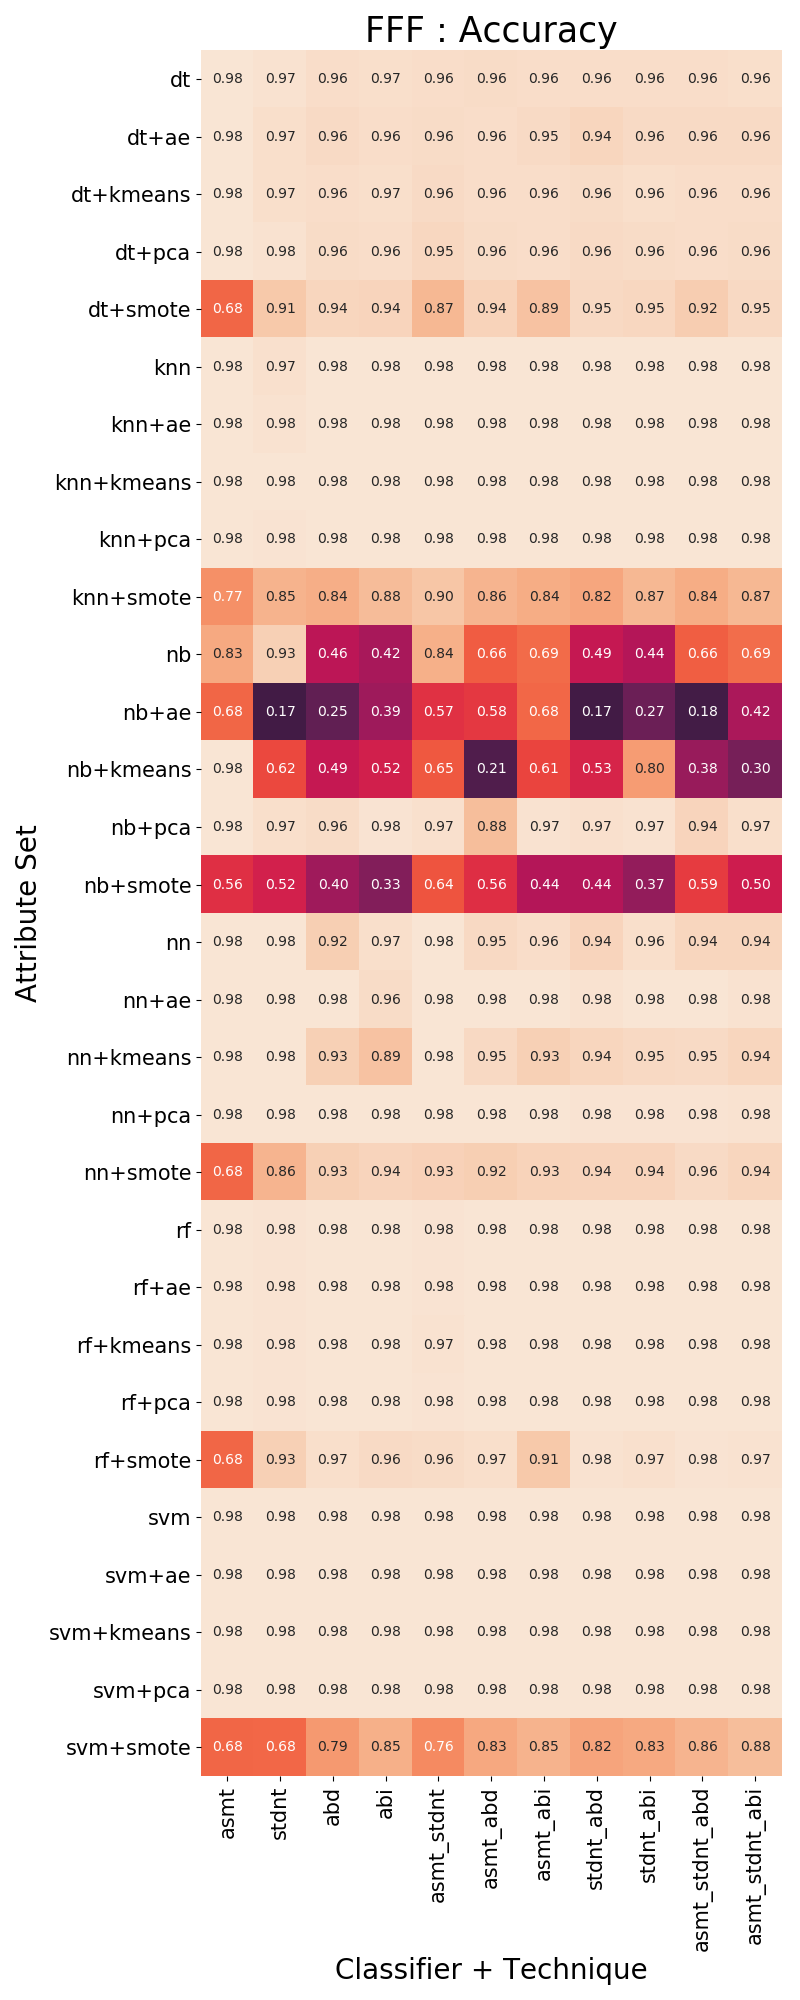 FFF : Accuracy
dt 0.98 0.97 0.96 0.97 0.96 0.96 0.96 0.96 0.96 0.96 0.96
dt+ae 0.98 0.97 0.96 0.96 0.96 0.96 0.95 0.94 0.96 0.96 0.96
dt+kmeans 0.98 0.97 0.96 0.97 0.96 0.96 0.96 0.96 0.96 0.96 0.96
dt+pca 0.98 0.98 0.96 0.96 0.95 0.96 0.96 0.96 0.96 0.96 0.96
dt+smote 0.68 0.91 0.94 0.94 0.87 0.94 0.89 0.95 0.95 0.92 0.95
knn 0.98 0.97 0.98 0.98 0.98 0.98 0.98 0.98 0.98 0.98 0.98
knn+ae 0.98 0.98 0.98 0.98 0.98 0.98 0.98 0.98 0.98 0.98 0.98
knn+kmeans 0.98 0.98 0.98 0.98 0.98 0.98 0.98 0.98 0.98 0.98 0.98
knn+pca 0.98 0.98 0.98 0.98 0.98 0.98 0.98 0.98 0.98 0.98 0.98
knn+smote 0.77 0.85 0.84 0.88 0.90 0.86 0.84 0.82 0.87 0.84 0.87
nb 0.83 0.93 0.46 0.42 0.84 0.66 0.69 0.49 0.44 0.66 0.69
nb+ae 0.68 0.17 0.25 0.39 0.57 0.58 0.68 0.17 0.27 0.18 0.42
nb+kmeans 0.98 0.62 0.49 0.52 0.65 0.21 0.61 0.53 0.80 0.38 0.30
nb+pca 0.98 0.97 0.96 0.98 0.97 0.88 0.97 0.97 0.97 0.94 0.97
nb+smote 0.56 0.52 0.40 0.33 0.64 0.56 0.44 0.44 0.37 0.59 0.50
nn 0.98 0.98 0.92 0.97 0.98 0.95 0.96 0.94 0.96 0.94 0.94
nn+ae 0.98 0.98 0.98 0.96 0.98 0.98 0.98 0.98 0.98 0.98 0.98
nn+kmeans 0.98 0.98 0.93 0.89 0.98 0.95 0.93 0.94 0.95 0.95 0.94
nn+pca 0.98 0.98 0.98 0.98 0.98 0.98 0.98 0.98 0.98 0.98 0.98
nn+smote 0.68 0.86 0.93 0.94 0.93 0.92 0.93 0.94 0.94 0.96 0.94
rf 0.98 0.98 0.98 0.98 0.98 0.98 0.98 0.98 0.98 0.98 0.98
rf+ae 0.98 0.98 0.98 0.98 0.98 0.98 0.98 0.98 0.98 0.98 0.98
rf+kmeans 0.98 0.98 0.98 0.98 0.97 0.98 0.98 0.98 0.98 0.98 0.98
rf+pca 0.98 0.98 0.98 0.98 0.98 0.98 0.98 0.98 0.98 0.98 0.98
rf+smote 0.68 0.93 0.97 0.96 0.96 0.97 0.91 0.98 0.97 0.98 0.97
svm 0.98 0.98 0.98 0.98 0.98 0.98 0.98 0.98 0.98 0.98 0.98
svm+ae 0.98 0.98 0.98 0.98 0.98 0.98 0.98 0.98 0.98 0.98 0.98
svm+kmeans 0.98 0.98 0.98 0.98 0.98 0.98 0.98 0.98 0.98 0.98 0.98
svm+pca 0.98 0.98 0.98 0.98 0.98 0.98 0.98 0.98 0.98 0.98 0.98
svm+smote 0.68 0.68 0.79 0.85 0.76 0.83 0.85 0.82 0.83 0.86 0.88
asmt stdnt abd abi asmt_stdnt asmt_abd asmt_abi stdnt_abd stdnt_abi asmt_stdnt_abd asmt_stdnt_abi
Classifier + Technique
Attribute Set